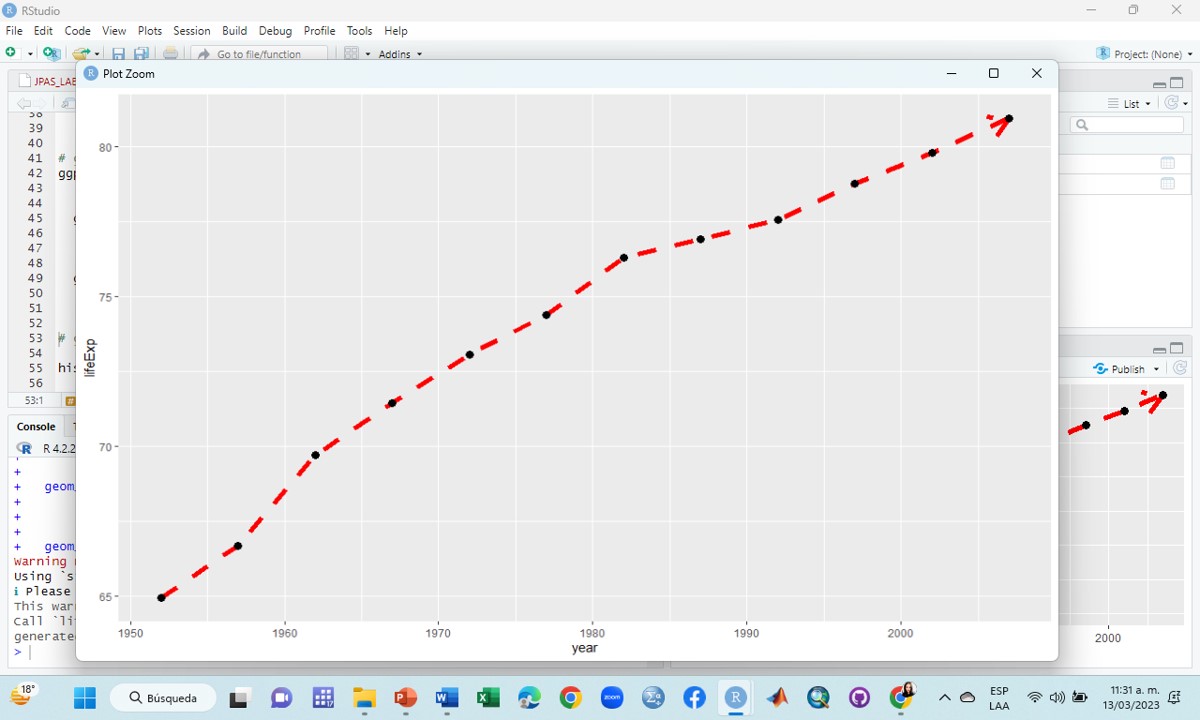 RStudio
File Edit Code View Plots Session Build Debug Profile Tools Help
Go to file/function
Addins
Project: (None)
JPAS_LAB
Plot Zoom
List
38
39
40
41 #
42 ggp
43
44
45
46
47
48
49
50
51
52
53 #
54
55 his
56
53:1
Console
R 4.2.2
+
+ geom
+
+
+
+ geom
Warning
Using `s
i Please
This warn
Call `li
generated
>
80
75
70
65
lifeExp
1950 1960 1970 1980 1990 2000
year
Publish
2000
18°
Búsqueda
17
zoom
ESP
LAA
11:31 a. m.
13/03/2023